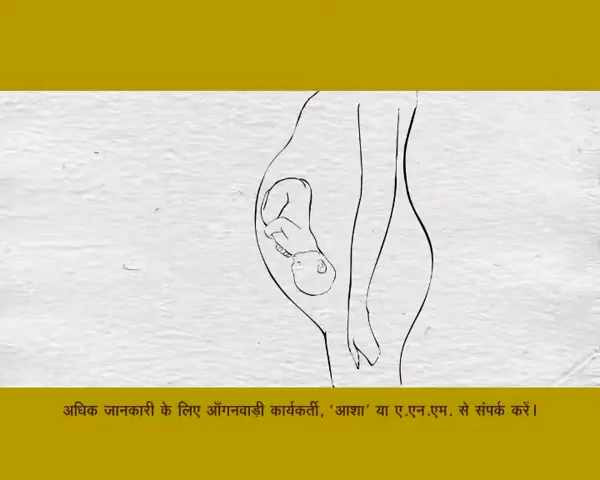 अधिक जानकारी के लिए आँगनवाड़ी कार्यकर्ती, 'आशा' या ए.एन.एम. से संपर्क करें।